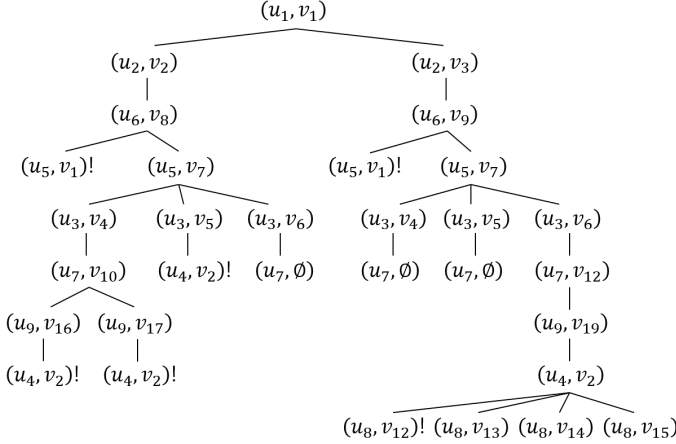 (u₁, v₁)
(u₂, v₂) (u₂, v₃)
(u₆, v₈) (u₆, v₉)
(u₅, v₁)! (u₅, v₇) (u₅, v₁)! (u₅, v₇)
(u₃, v₄) (u₃, v₅) (u₃, v₆) (u₃, v₄) (u₃, v₅) (u₃, v₆)
(u₇, v₁₀) (u₄, v₂)! (u₇, ∅) (u₇, ∅) (u₇, ∅) (u₇, v₁₂)
(u₉, v₁₆) (u₉, v₁₇) (u₉, v₁₉)
(u₄, v₂)! (u₄, v₂)! (u₄, v₂)
(u₈, v₁₂)! (u₈, v₁₃) (u₈, v₁₄) (u₈, v₁₅)